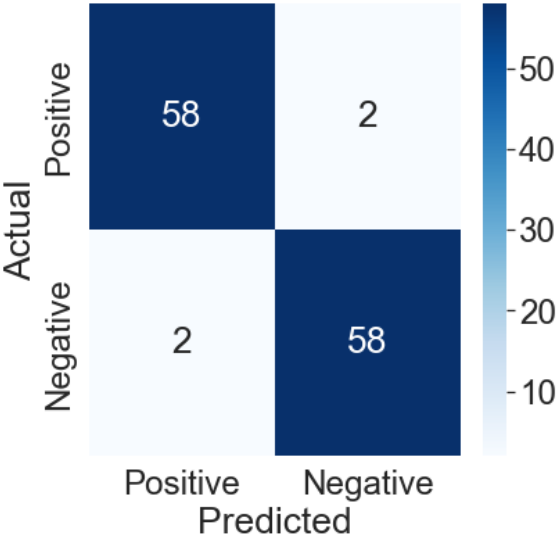 Actual
Positive
Negative
58
2
2
58
Positive
Negative
Predicted
50
40
30
20
10